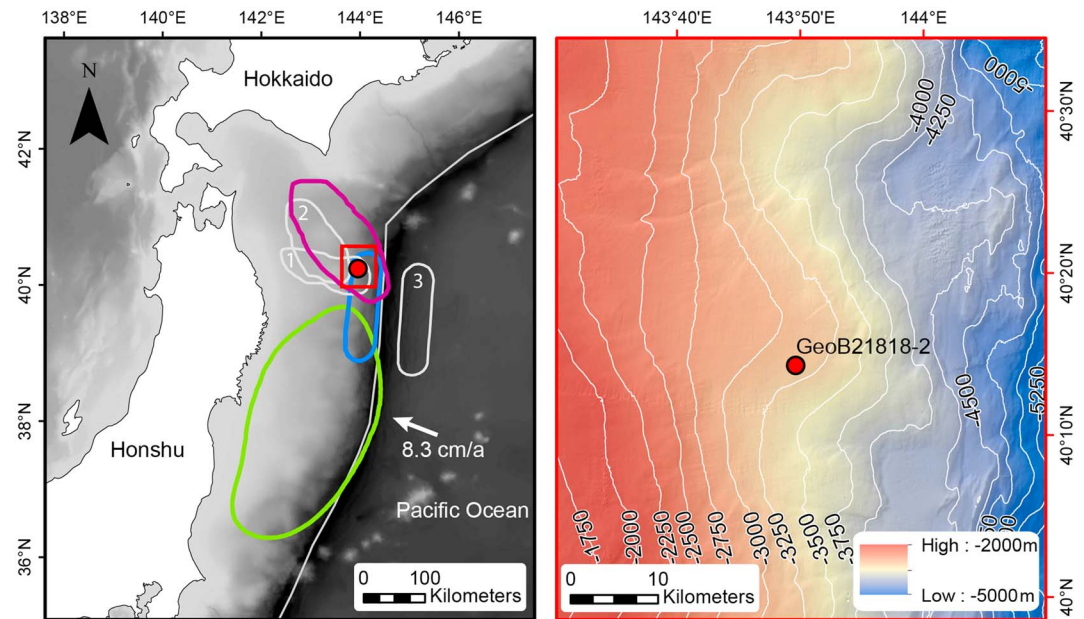 138°E
140°E
142°E
144°E
146°E
143°40'E
143°50'E
144°E
N
Hokkaido
42°N
40°N
38°N
36°N
2
1
3
Honshu
8.3 cm/a
Pacific Ocean
0 100
Kilometers
-5000
-4000
-4250
40°30'N
40°20'N
GeoB21818-2
-4500
-5250
40°10'N
-1750
-2000
-2250
-2500
-2750
-3000
-3250
-3500
-3750
0 10
Kilometers
High : -2000m
Low : -5000m
40°N